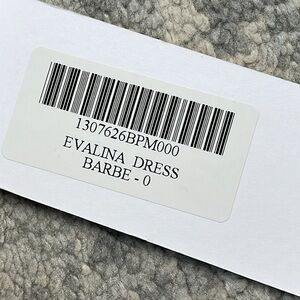 1307626BPM000
EVALINA DRESS
BARBE - 0